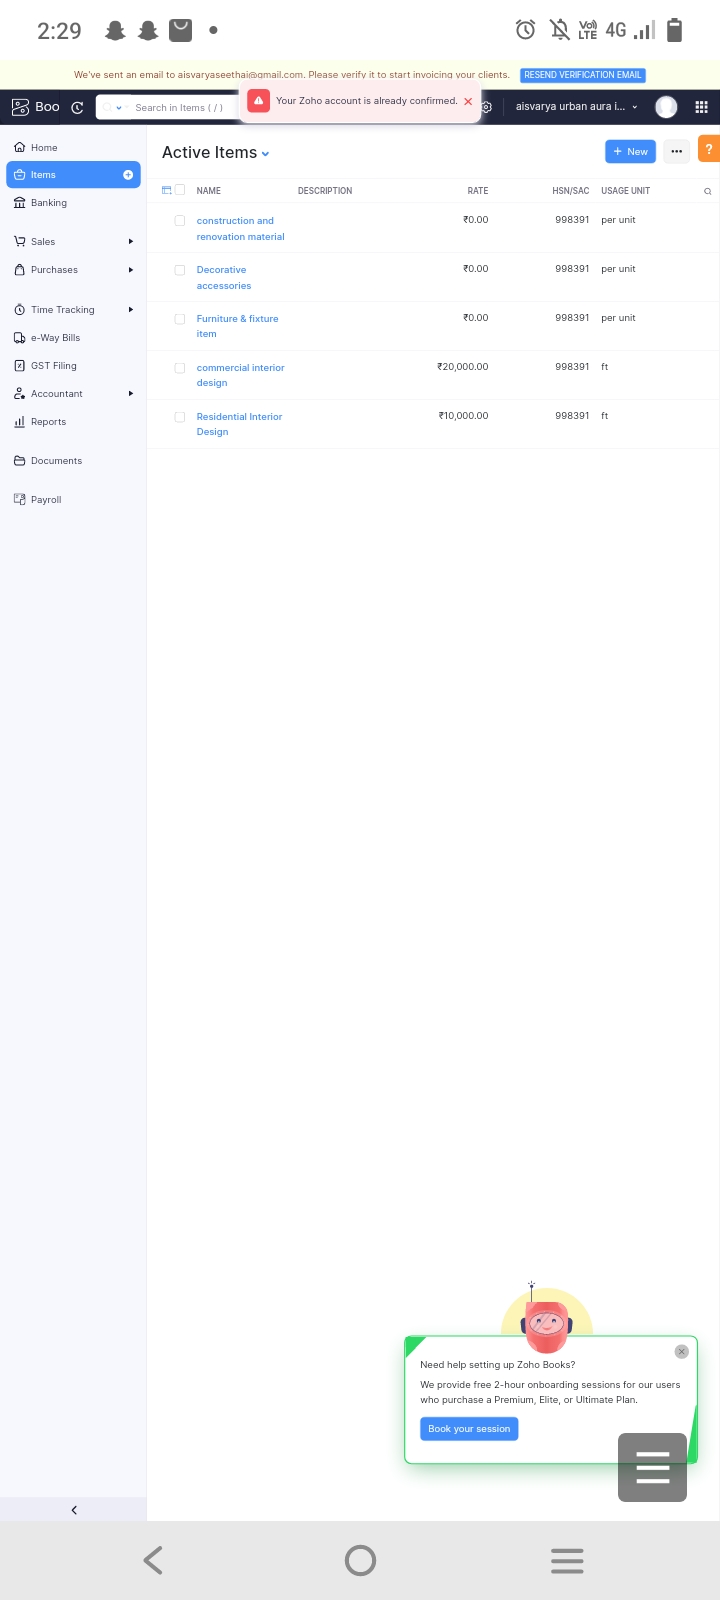 2:29
Vo) LTE 4G
We've sent an email to aisvaryaseethai@gmail.com. Please verify it to start invoicing your clients. RESEND VERIFICATION EMAIL
Boo Search in Items ( / ) Your Zoho account is already confirmed. aisvarya urban aura i...
Home
Items
Banking
Sales
Purchases
Time Tracking
e-Way Bills
GST Filing
Accountant
Reports
Documents
Payroll
Active Items + New ... ?
NAME DESCRIPTION RATE HSN/SAC USAGE UNIT
construction and ₹0.00 998391 per unit
renovation material
Decorative ₹0.00 998391 per unit
accessories
Furniture & fixture ₹0.00 998391 per unit
item
commercial interior ₹20,000.00 998391 ft
design
Residential Interior ₹10,000.00 998391 ft
Design
Need help setting up Zoho Books?
We provide free 2-hour onboarding sessions for our users
who purchase a Premium, Elite, or Ultimate Plan.
Book your session